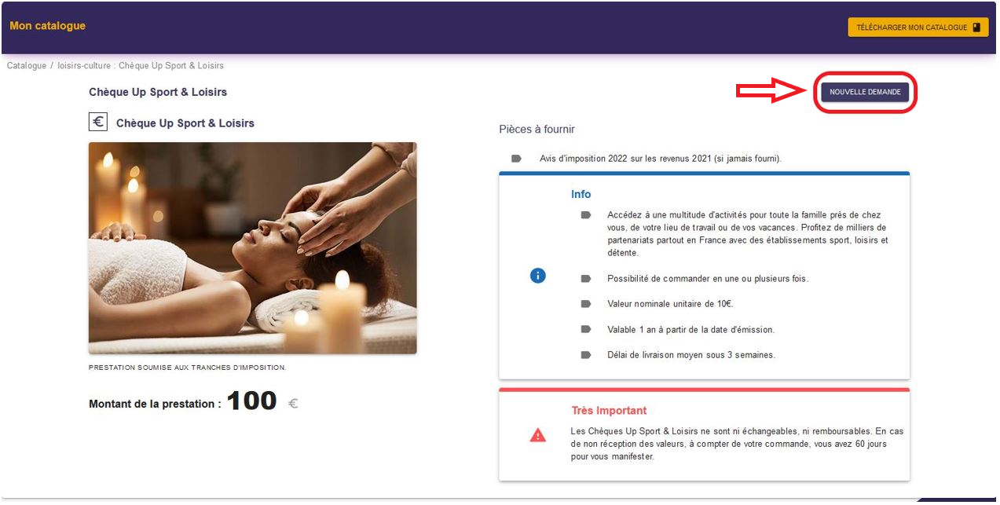 Mon catalogue
TÉLÉCHARGER MON CATALOGUE
Catalogue / loisirs-culture : Chèque Up Sport & Loisirs
Chèque Up Sport & Loisirs
NOUVELLE DEMANDE
€ Chèque Up Sport & Loisirs
Pièces à fournir
Avis d'imposition 2022 sur les revenus 2021 (si jamais fourni).
Info
Accédez à une multitude d'activités pour toute la famille près de chez
vous, de votre lieu de travail ou de vos vacances. Profitez de milliers de
partenariats partout en France avec des établissements sport, loisirs et
détente.
Possibilité de commander en une ou plusieurs fois.
Valeur nominale unitaire de 10€.
Valable 1 an à partir de la date d'émission.
Délai de livraison moyen sous 3 semaines.
PRESTATION SOUMISE AUX TRANCHES D'IMPOSITION.
Montant de la prestation : 100 €
Très Important
Les Chèques Up Sport & Loisirs ne sont ni échangeables, ni remboursables. En cas
de non réception des valeurs, à compter de votre commande, vous avez 60 jours
pour vous manifester.